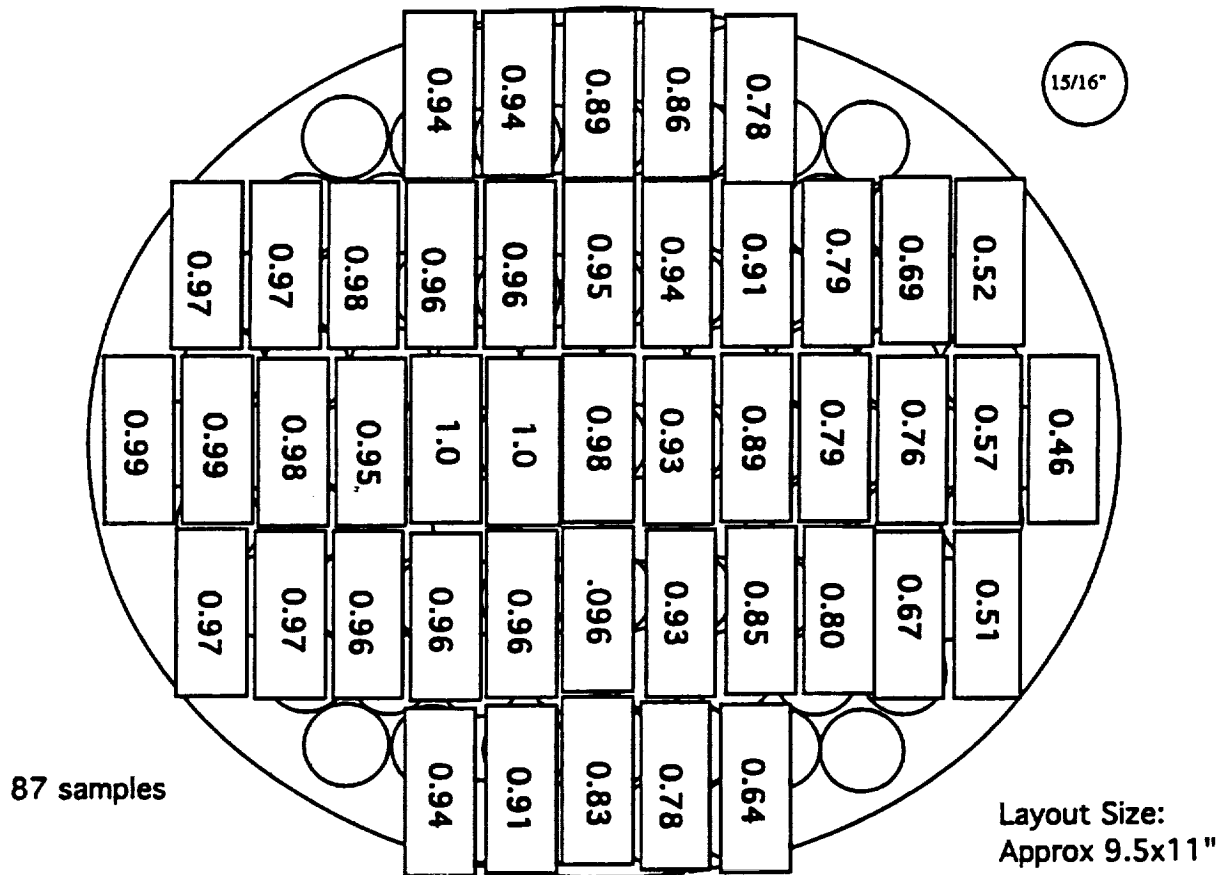 0.94 0.94 0.89 0.86 0.78
15/16"
0.97 0.97 0.98 0.96 0.96 0.95 0.94 0.91 0.79 0.69 0.52
0.99 0.99 0.98 0.95 1.0 1.0 0.98 0.93 0.89 0.79 0.76 0.57 0.46
0.97 0.97 0.96 0.96 0.96 .096 0.93 0.85 0.80 0.67 0.51
0.94 0.91 0.83 0.78 0.64
87 samples
Layout Size:
Approx 9.5x11"